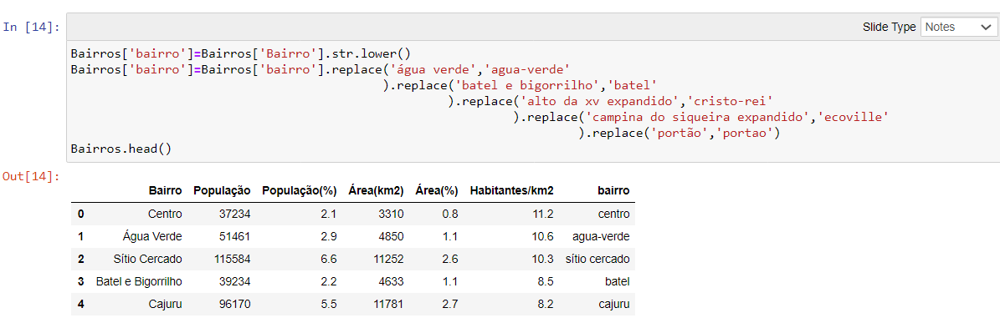 In [14]:
Slide Type Notes
Bairros['bairro']=Bairros['Bairro'].str.lower()
Bairros['bairro']=Bairros['bairro'].replace('água verde','agua-verde'
).replace('batel e bigorrilho','batel'
).replace('alto da xv expandido','cristo-rei'
).replace('campina do siqueira expandido','ecoville'
).replace('portão','portao')
Bairros.head()
Out[14]:
Bairro População População(%) Área(km2) Área(%) Habitantes/km2 bairro
0 Centro 37234 2.1 3310 0.8 11.2 centro
1 Água Verde 51461 2.9 4850 1.1 10.6 agua-verde
2 Sítio Cercado 115584 6.6 11252 2.6 10.3 sítio cercado
3 Batel e Bigorrilho 39234 2.2 4633 1.1 8.5 batel
4 Cajuru 96170 5.5 11781 2.7 8.2 cajuru